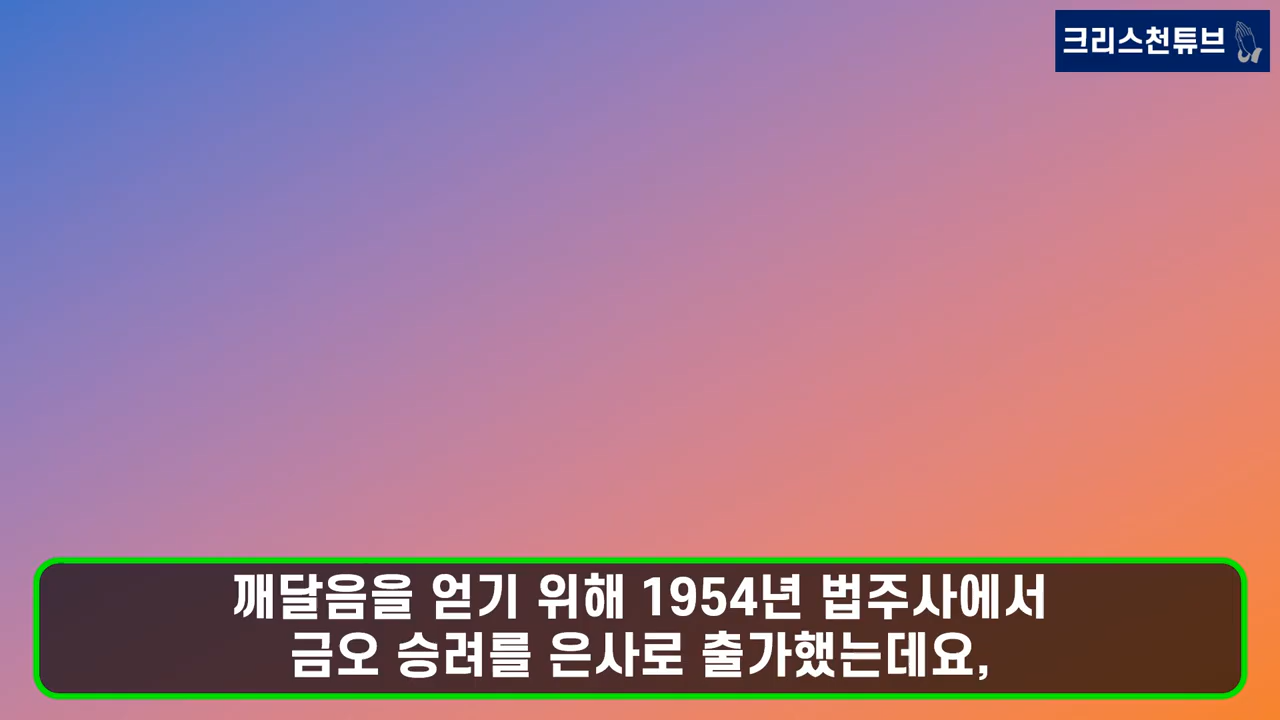 크리스천튜브
깨달음을 얻기 위해 1954년 법주사에서
금오 승려를 은사로 출가했는데요,